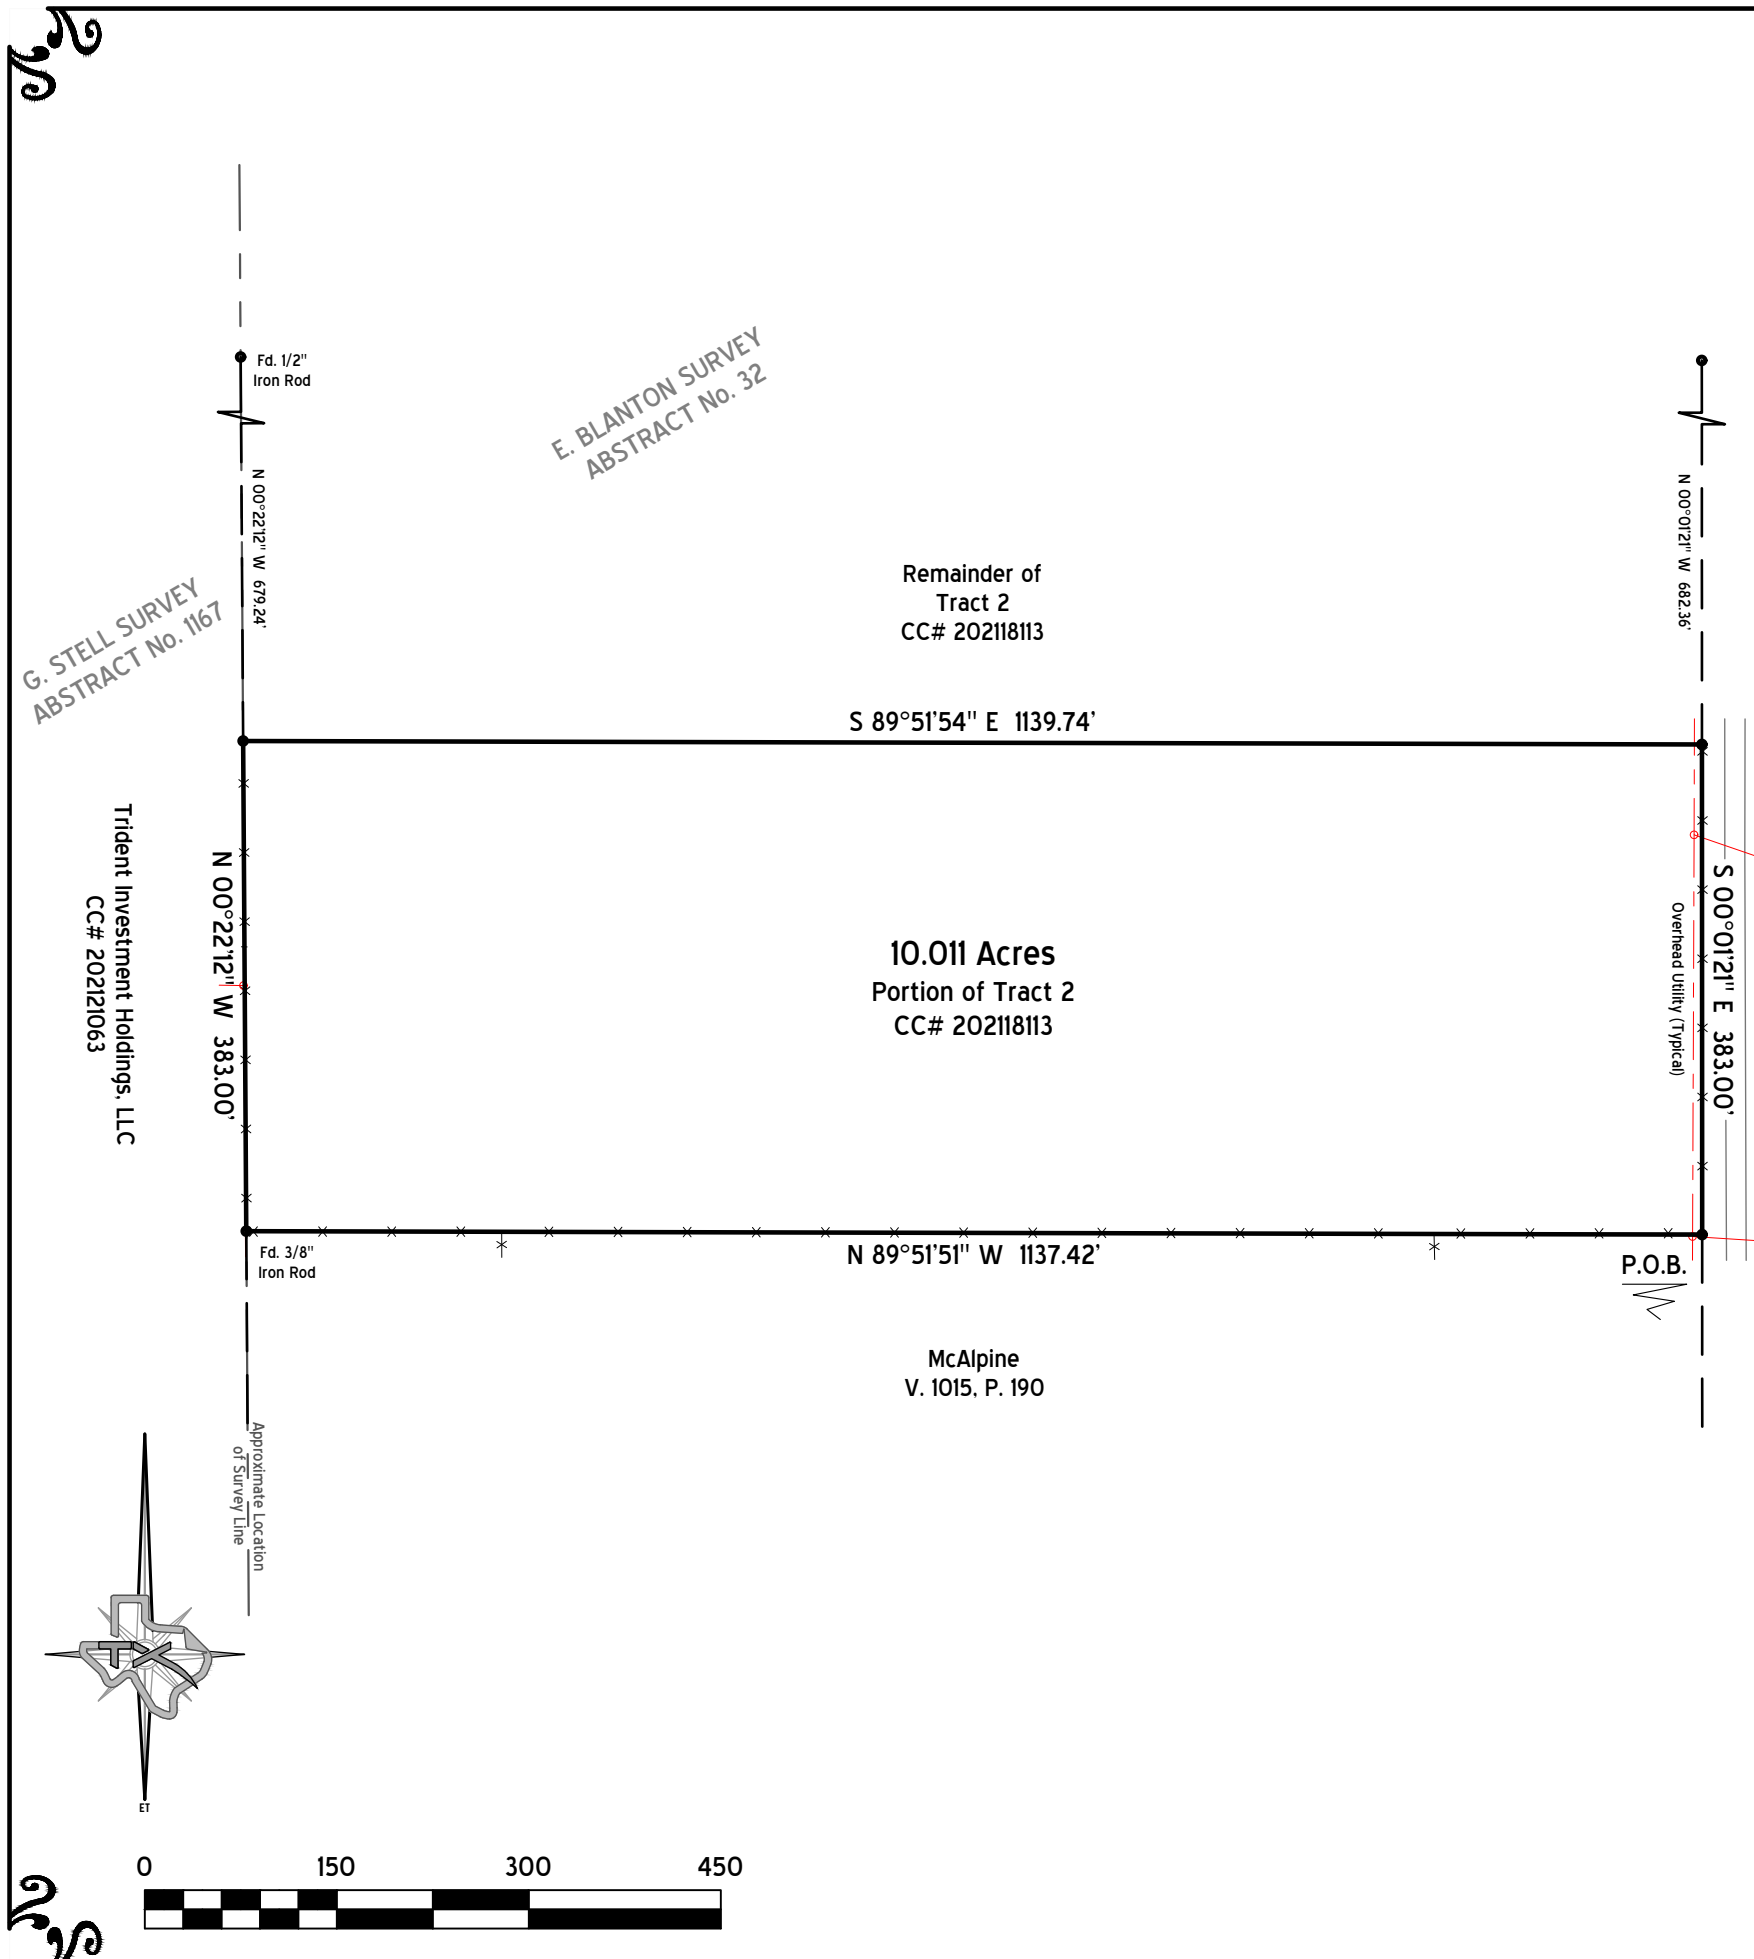 Fd. 1/2"
Iron Rod
E. BLANTON SURVEY
ABSTRACT No. 32
N 00°22'12" W 679.24'
N 00°01'21" W 682.36'
G. STELL SURVEY
ABSTRACT No. 1167
Remainder of
Tract 2
CC# 202118113
S 89°51'54" E 1139.74'
Trident Investment Holdings, LLC
CC# 202121063
N 00°22'12" W 383.00'
10.011 Acres
Portion of Tract 2
CC# 202118113
Overhead Utility (Typical)
S 00°01'21" E 383.00'
Fd. 3/8"
Iron Rod
N 89°51'51" W 1137.42'
P.O.B.
McAlpine
V. 1015, P. 190
Approximate Location
of Survey Line
TX
ET
0 150 300 450